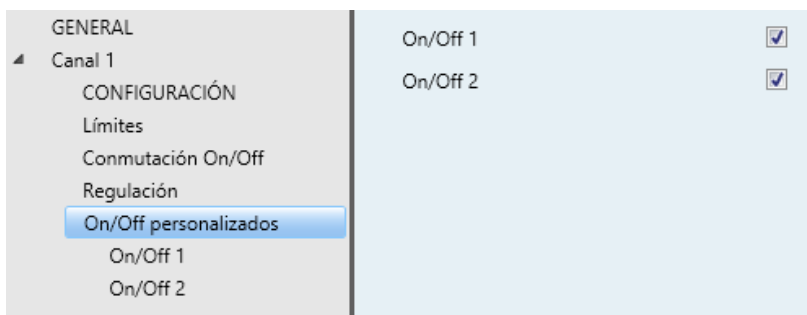 GENERAL
Canal 1
CONFIGURACIÓN
Límites
Conmutación On/Off
Regulación
On/Off personalizados
On/Off 1
On/Off 2
On/Off 1
On/Off 2